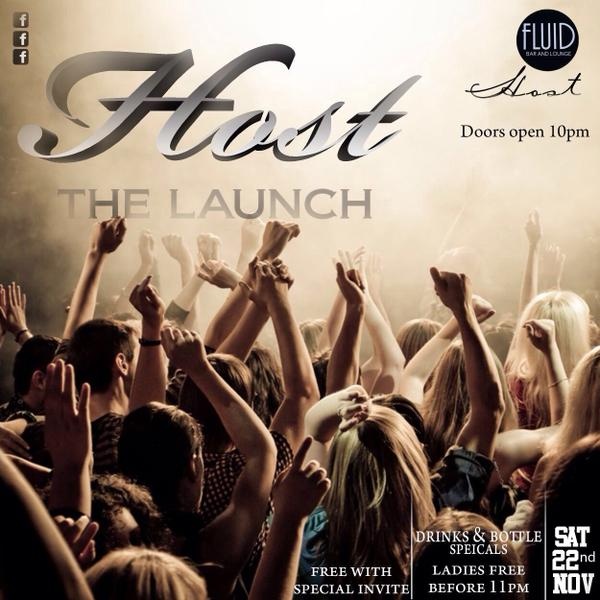 f
f
f
Host
THE LAUNCH
FLUID
BAR AND LOUNGE
Host
Doors open 10pm
FREE WITH
SPECIAL INVITE
DRINKS & BOTTLE
SPEICALS
LADIES FREE
BEFORE 11PM
SAT
22nd
NOV